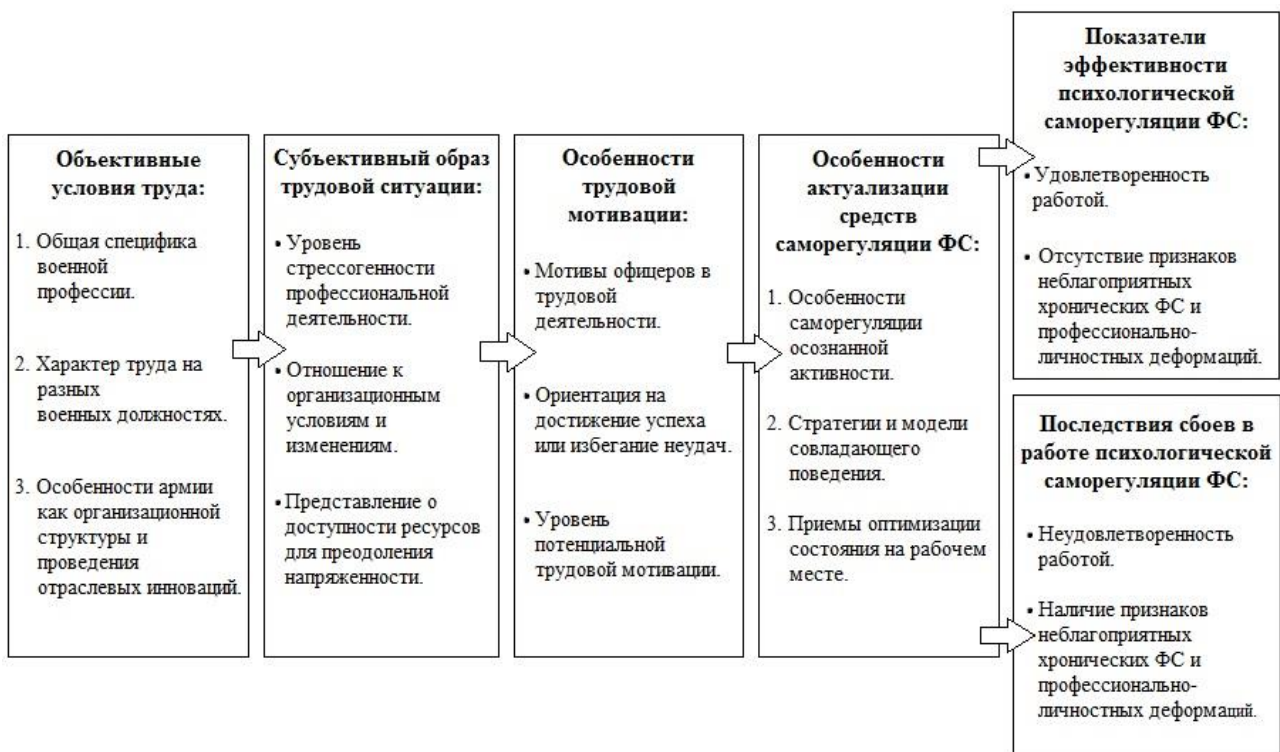 Объективные
условия труда:
1. Общая специфика
военной
профессии.
2. Характер труда на
разных
военных должностях.
3. Особенности армии
как организационной
структуры и
проведения
отраслевых инноваций.
Субъективный образ
трудовой ситуации:
• Уровень
стрессогенности
профессиональной
деятельности.
• Отношение к
организационным
условиям и
изменениям.
• Представление о
доступности ресурсов
для преодоления
напряженности.
Особенности
трудовой
мотивации:
• Мотивы офицеров в
трудовой
деятельности.
• Ориентация на
достижение успеха
или избегание неудач.
• Уровень
потенциальной
трудовой мотивации.
Особенности
актуализации
средств
саморегуляции ФС:
1. Особенности
саморегуляции
осознанной
активности.
2. Стратегии и модели
совладающего
поведения.
3. Приемы оптимизации
состояния на рабочем
месте.
Показатели
эффективности
психологической
саморегуляции ФС:
• Удовлетворенность
работой.
• Отсутствие признаков
неблагоприятных
хронических ФС и
профессионально-
личностных деформаций.
Последствия сбоев в
работе психологической
саморегуляции ФС:
• Неудовлетворенность
работой.
• Наличие признаков
неблагоприятных
хронических ФС и
профессионально-
личностных деформаций.